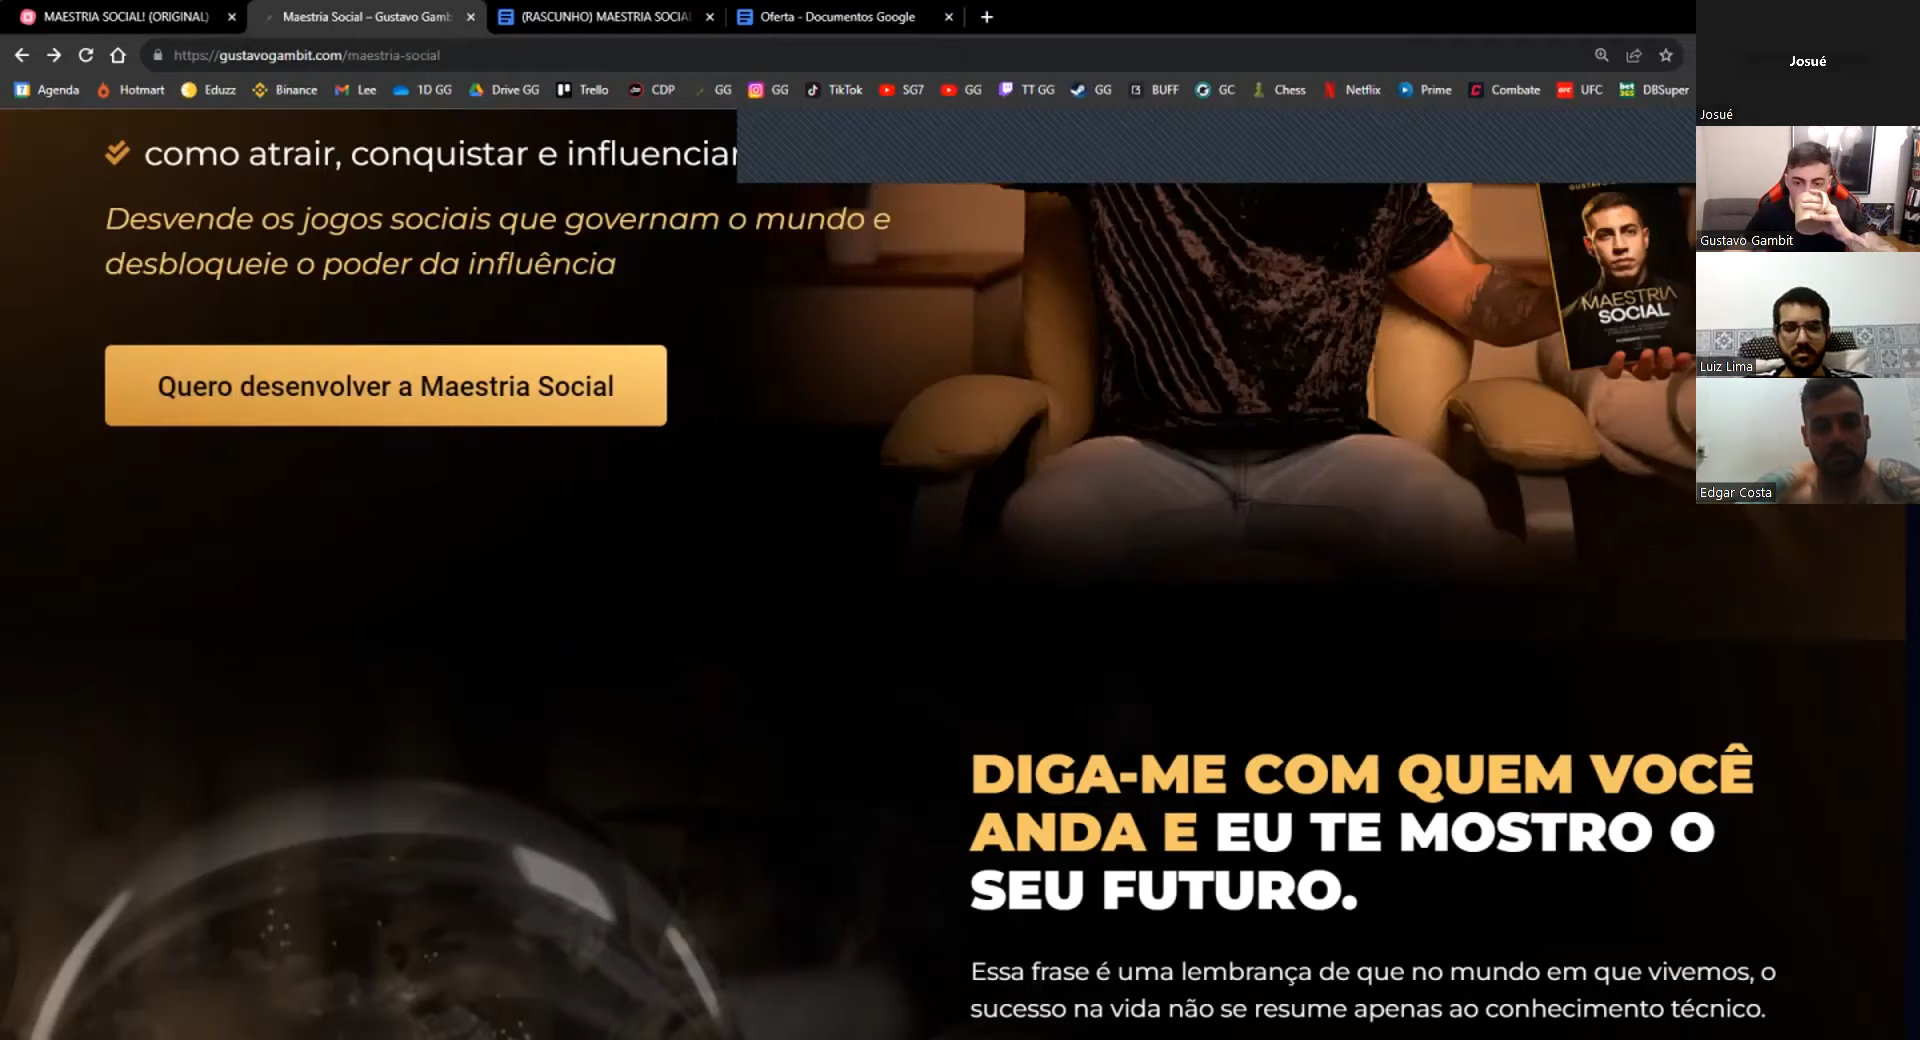 MAESTRIA SOCIAL! (ORIGINAL)
Maestria Social – Gustavo Gamb
(RASCUNHO) MAESTRIA SOCIA
Oferta - Documentos Google
https://gustavogambit.com/maestria-social
Agenda
Hotmart
Eduzz
Binance
Lee
1D GG
Drive GG
Trello
CDP
GG
GG
TikTok
SG7
GG
TT GG
GG
BUFF
GC
Chess
Netflix
Prime
Combate
UFC
DBSuper
como atrair, conquistar e influenciar
Desvende os jogos sociais que governam o mundo e
desbloqueie o poder da influência
Quero desenvolver a Maestria Social
MAESTRIA
SOCIAL
DIGA-ME COM QUEM VOCÊ
ANDA E EU TE MOSTRO O
SEU FUTURO.
Essa frase é uma lembrança de que no mundo em que vivemos, o
sucesso na vida não se resume apenas ao conhecimento técnico.
Josué
Josué
Gustavo Gambit
Luiz Lima
Edgar Costa